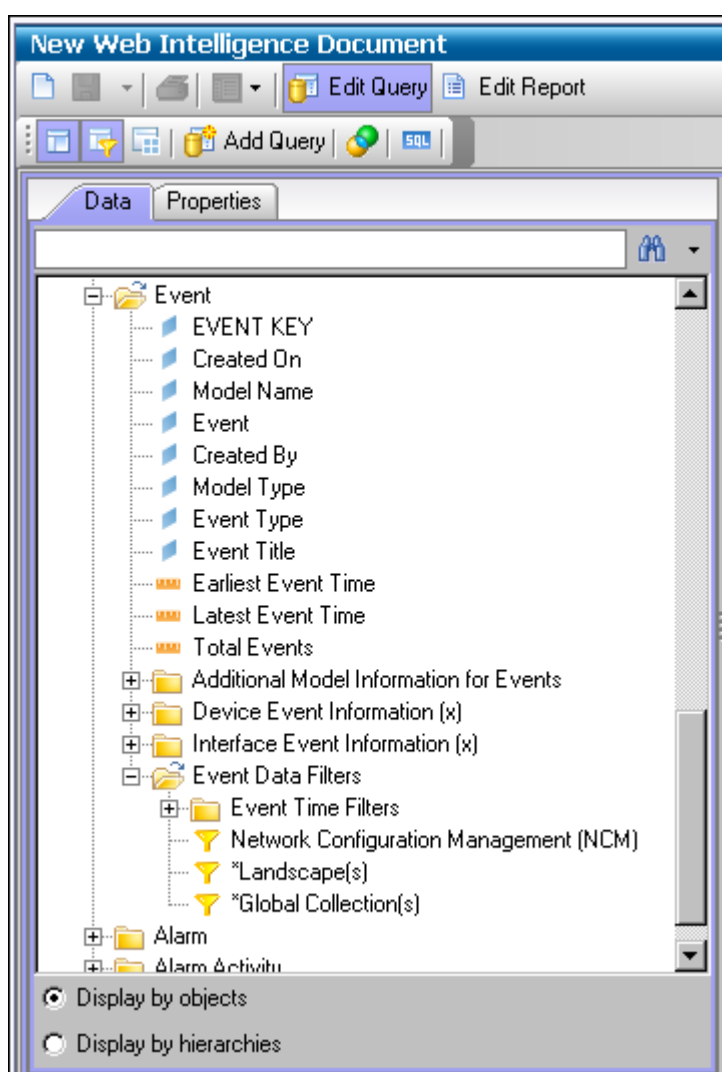 New Web Intelligence Document
Edit Query Edit Report
Add Query SQL
Data Properties
Event
EVENT KEY
Created On
Model Name
Event
Created By
Model Type
Event Type
Event Title
Earliest Event Time
Latest Event Time
Total Events
Additional Model Information for Events
Device Event Information (x)
Interface Event Information (x)
Event Data Filters
Event Time Filters
Network Configuration Management (NCM)
*Landscape(s)
*Global Collection(s)
Alarm
Alarm Activity
Display by objects
Display by hierarchies